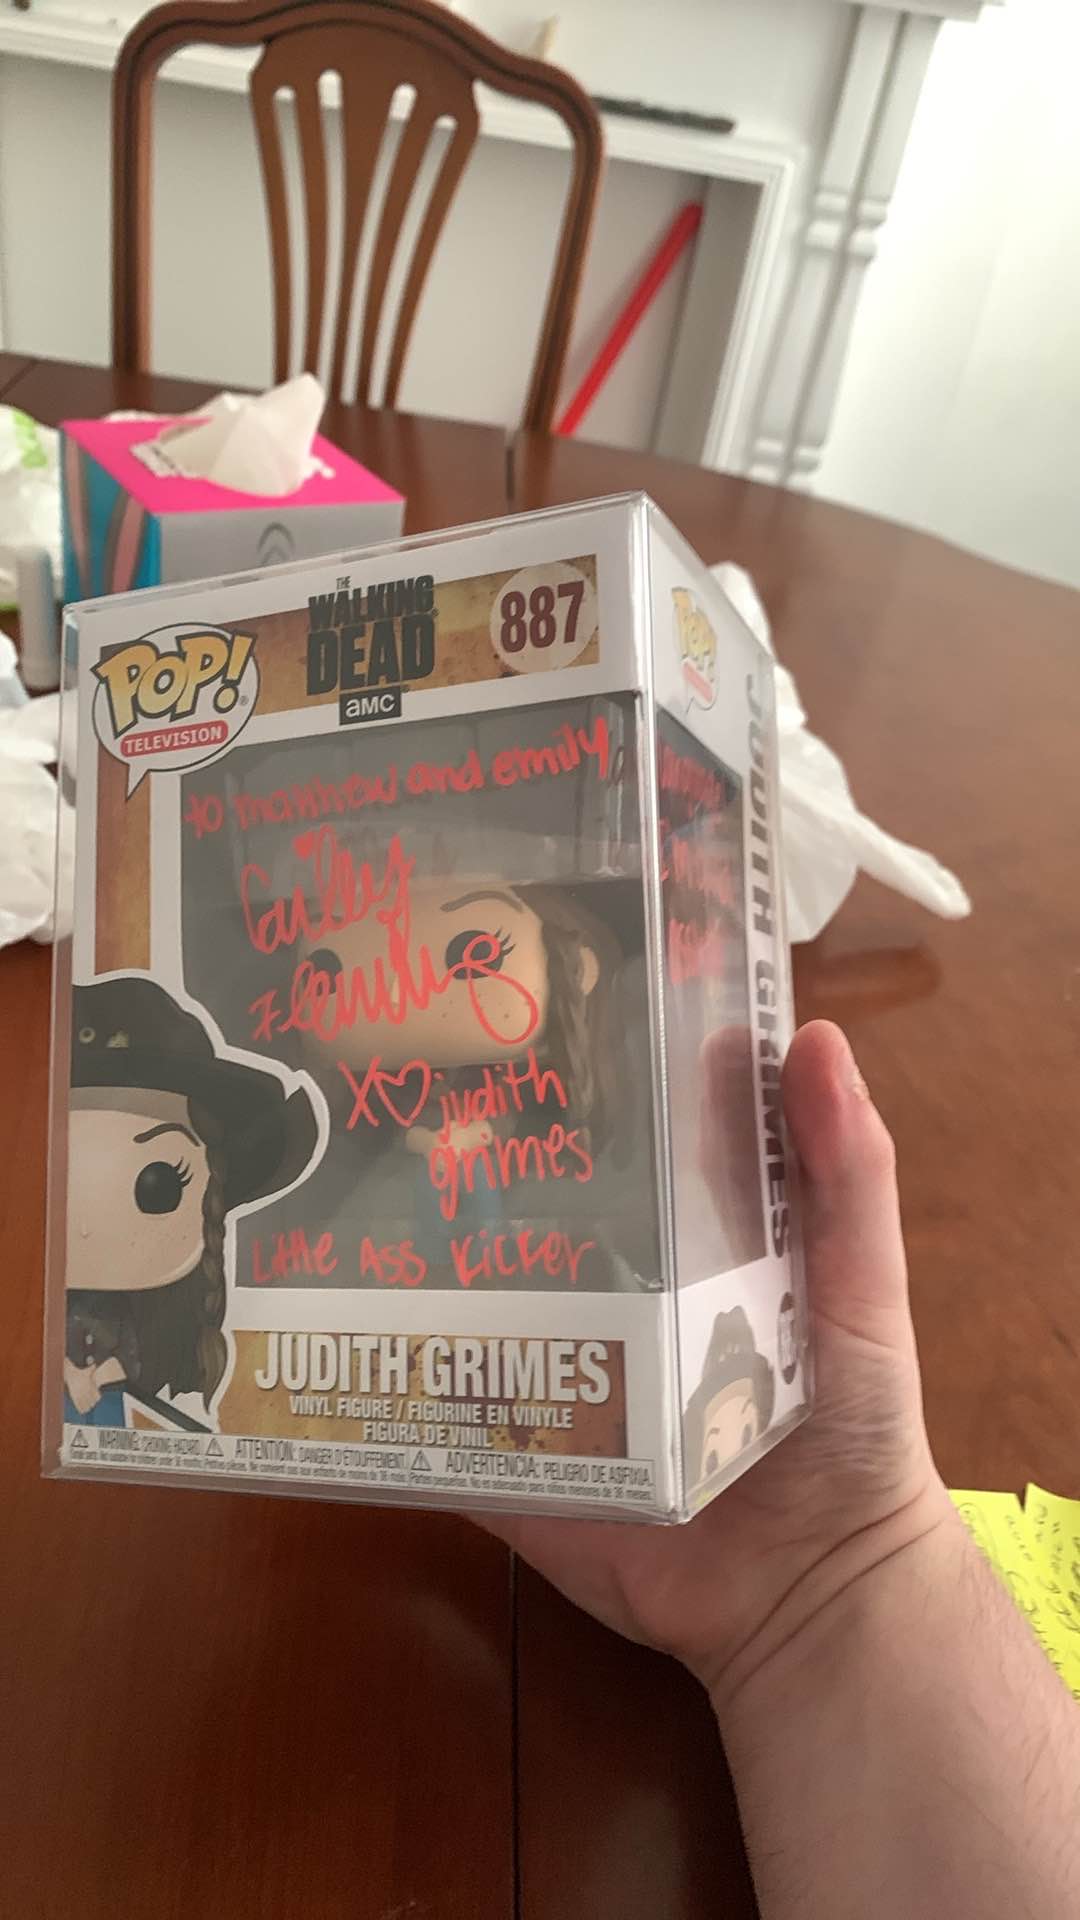 THE
WALKING
DEAD
amc
887
POP!
TELEVISION
to matthew and emily
Cailey
Fleming
X♡ judith
grimes
Little Ass Kicker
JUDITH GRIMES
VINYL FIGURE / FIGURINE EN VINYLE
FIGURA DE VINIL
WARNING: CHOKING HAZARD. ATTENTION: DANGER D'ÉTOUFFEMENT. ADVERTENCIA: PELIGRO DE ASFIXIA.
POP!
JUDITH GRIMES